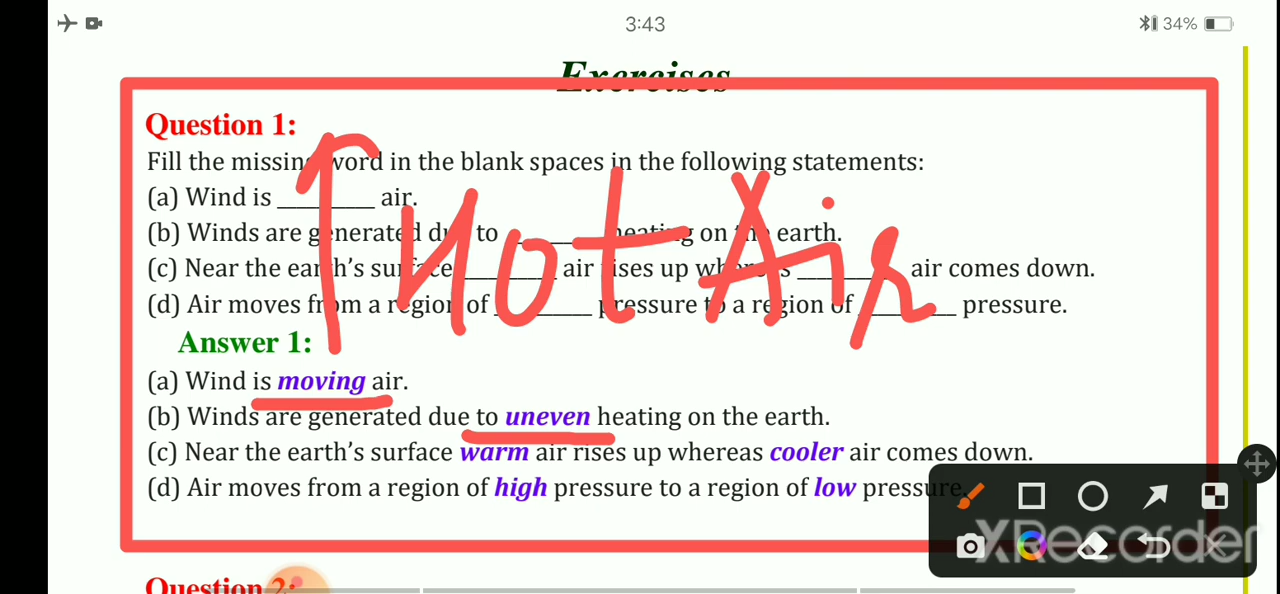 3:43
34%
Exercises
Question 1:
Fill the missing word in the blank spaces in the following statements:
(a) Wind is ________ air.
(b) Winds are generated due to ________ heating on the earth.
(c) Near the earth's surface ________ air rises up whereas ________ air comes down.
(d) Air moves from a region of ________ pressure to a region of ________ pressure.
Hot Air
Answer 1:
(a) Wind is moving air.
(b) Winds are generated due to uneven heating on the earth.
(c) Near the earth's surface warm air rises up whereas cooler air comes down.
(d) Air moves from a region of high pressure to a region of low pressure.
XRecorder
Question 2: